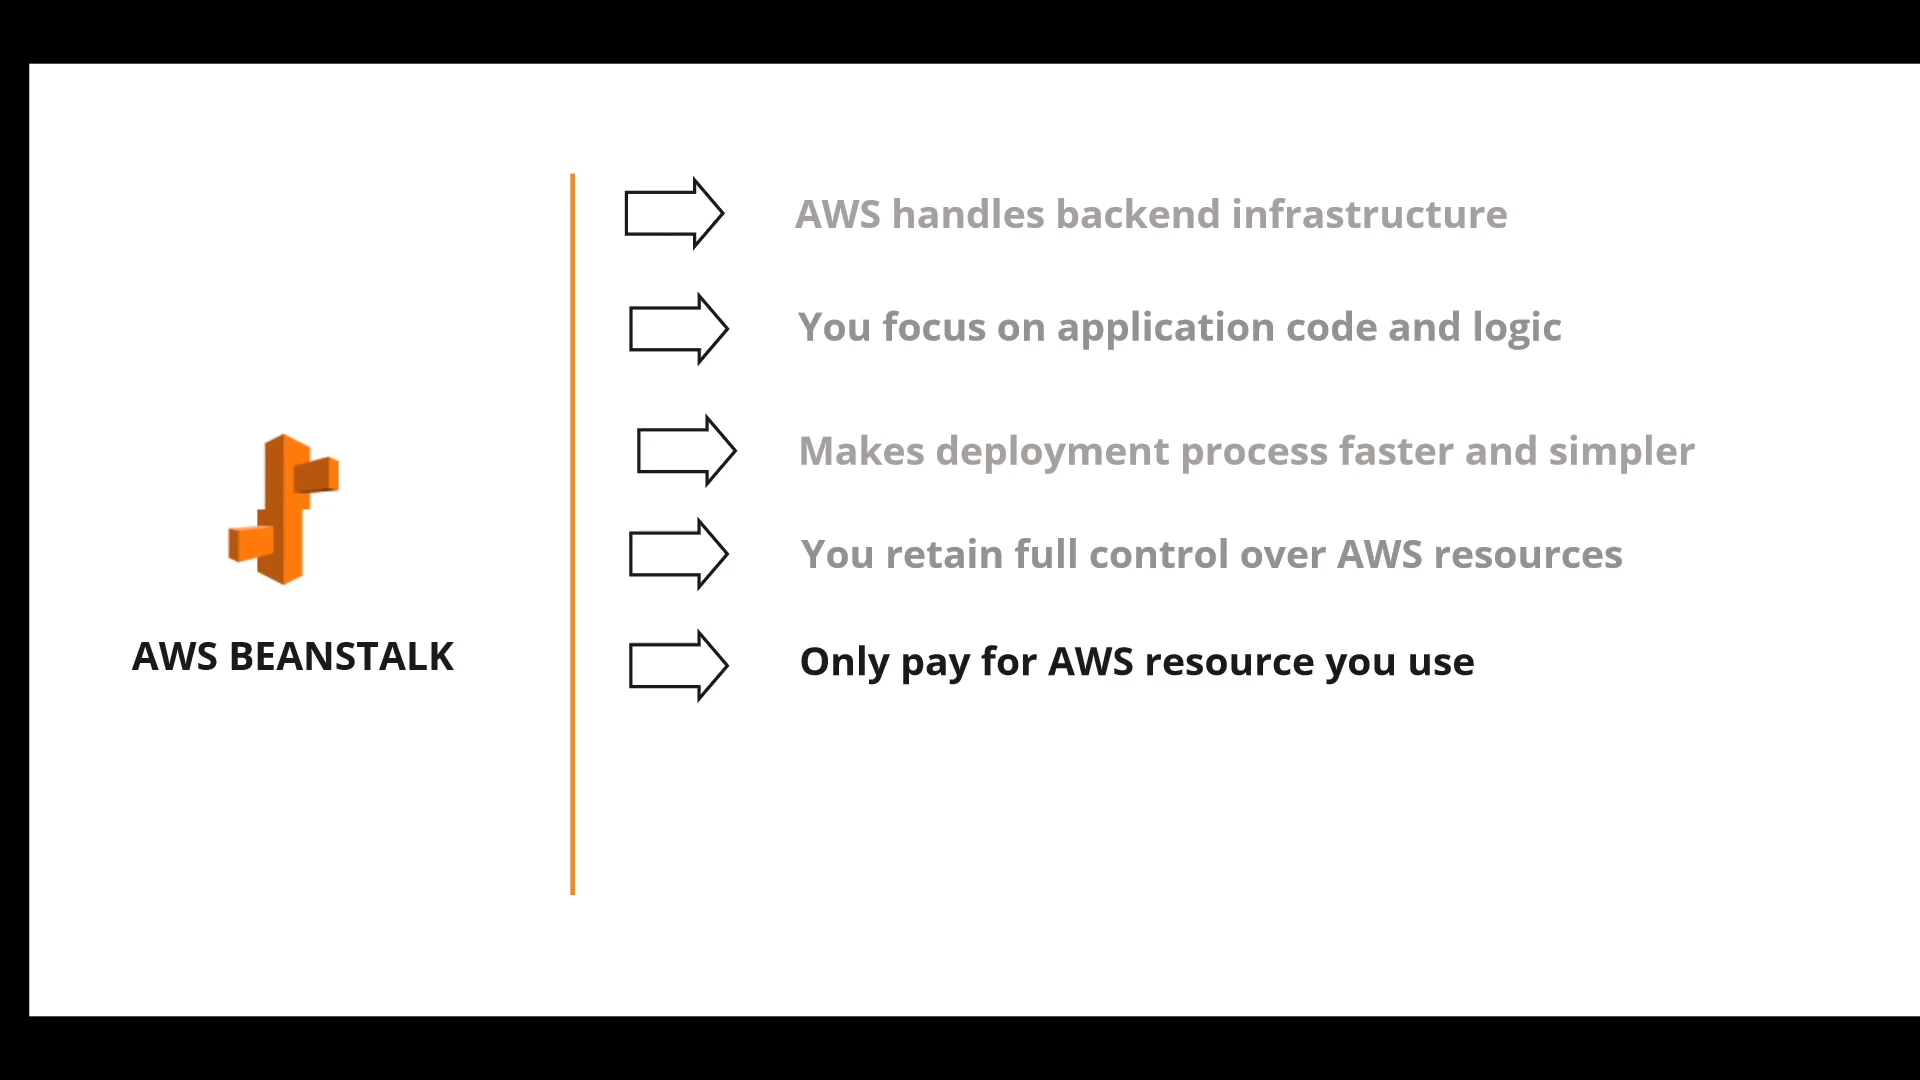 AWS handles backend infrastructure
You focus on application code and logic
Makes deployment process faster and simpler
You retain full control over AWS resources
Only pay for AWS resource you use
AWS BEANSTALK